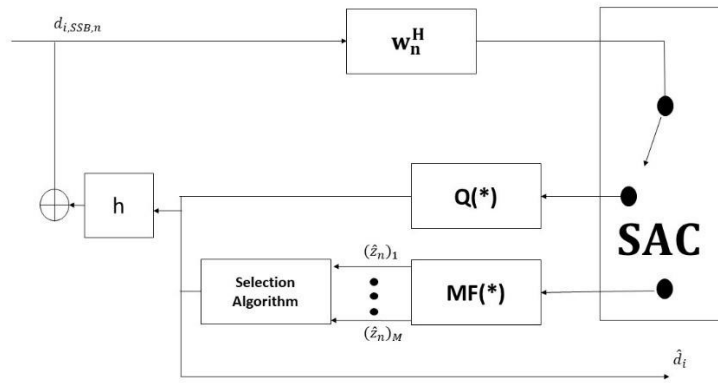 d_{i,SSB,n}
w_n^H
Q(*)
h
SAC
(ẑ_n)_1
Selection
Algorithm
MF(*)
(ẑ_n)_M
d̂_i